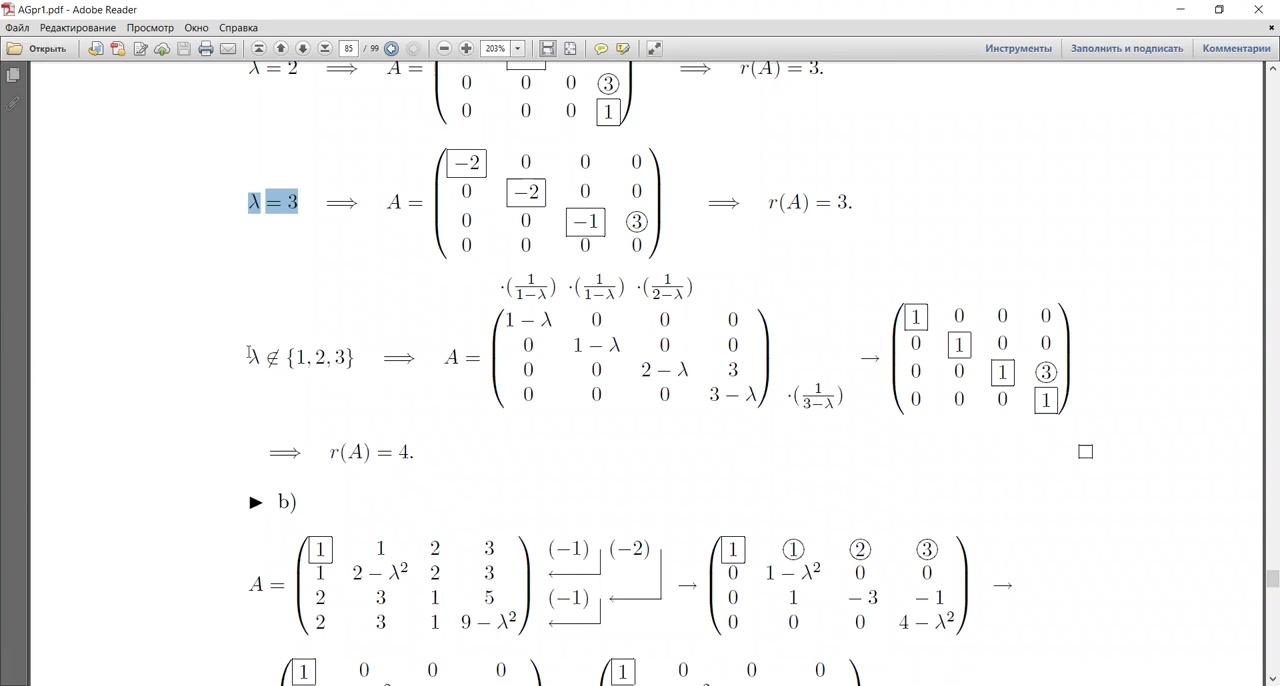 AGpr1.pdf - Adobe Reader
Файл Редактирование Просмотр Окно Справка
Открыть 85 / 99 203% Инструменты Заполнить и подписать Комментарии
λ = 2 ⟹ A = ⟹ r(A) = 3.
0 0 0 3
0 0 0 1
−2 0 0 0
0 −2 0 0
λ = 3 ⟹ A = ⟹ r(A) = 3.
0 0 −1 3
0 0 0 0
·(1/(1−λ)) ·(1/(1−λ)) ·(1/(2−λ))
1 − λ 0 0 0 1 0 0 0
0 1 − λ 0 0 0 1 0 0
λ ∉ {1, 2, 3} ⟹ A = →
0 0 2 − λ 3 0 0 1 3
0 0 0 3 − λ ·(1/(3−λ)) 0 0 0 1
⟹ r(A) = 4. □
► b)
1 1 2 3 (−1) (−2) 1 1 2 3
1 2 − λ² 2 3 0 1 − λ² 0 0
A = → →
2 3 1 5 (−1) 0 1 − 3 − 1
2 3 1 9 − λ² 0 0 0 4 − λ²
1 0 0 0 1 0 0 0